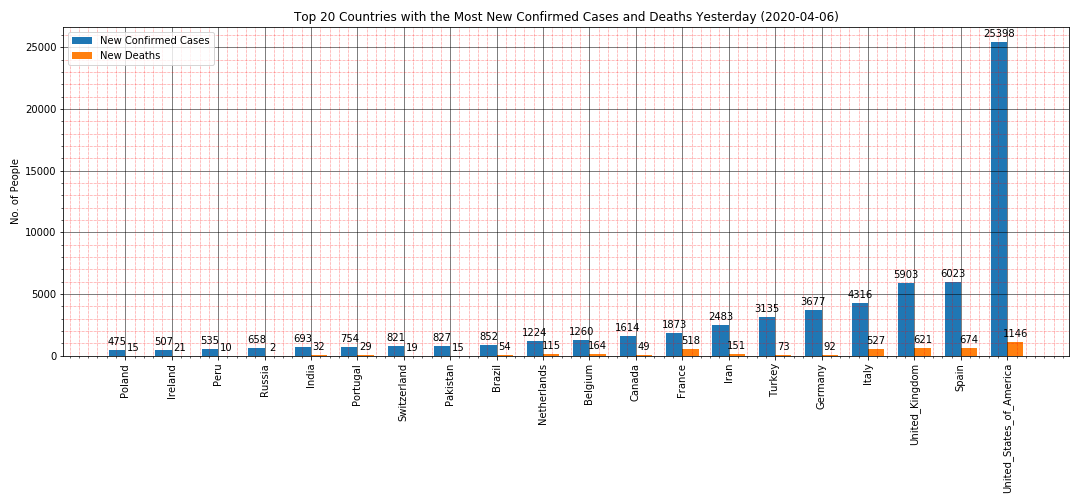 Top 20 Countries with the Most New Confirmed Cases and Deaths Yesterday (2020-04-06)
New Confirmed Cases
New Deaths
No. of People
25000
20000
15000
10000
5000
0
475 15 507 21 535 10 658 2 693 32 754 29 821 19 827 15 852 54 1224 115 1260 164 1614 49 1873 518 2483 151 3135 73 3677 92 4316 527 5903 621 6023 674 25398 1146
Poland
Ireland
Peru
Russia
India
Portugal
Switzerland
Pakistan
Brazil
Netherlands
Belgium
Canada
France
Iran
Turkey
Germany
Italy
United_Kingdom
Spain
United_States_of_America